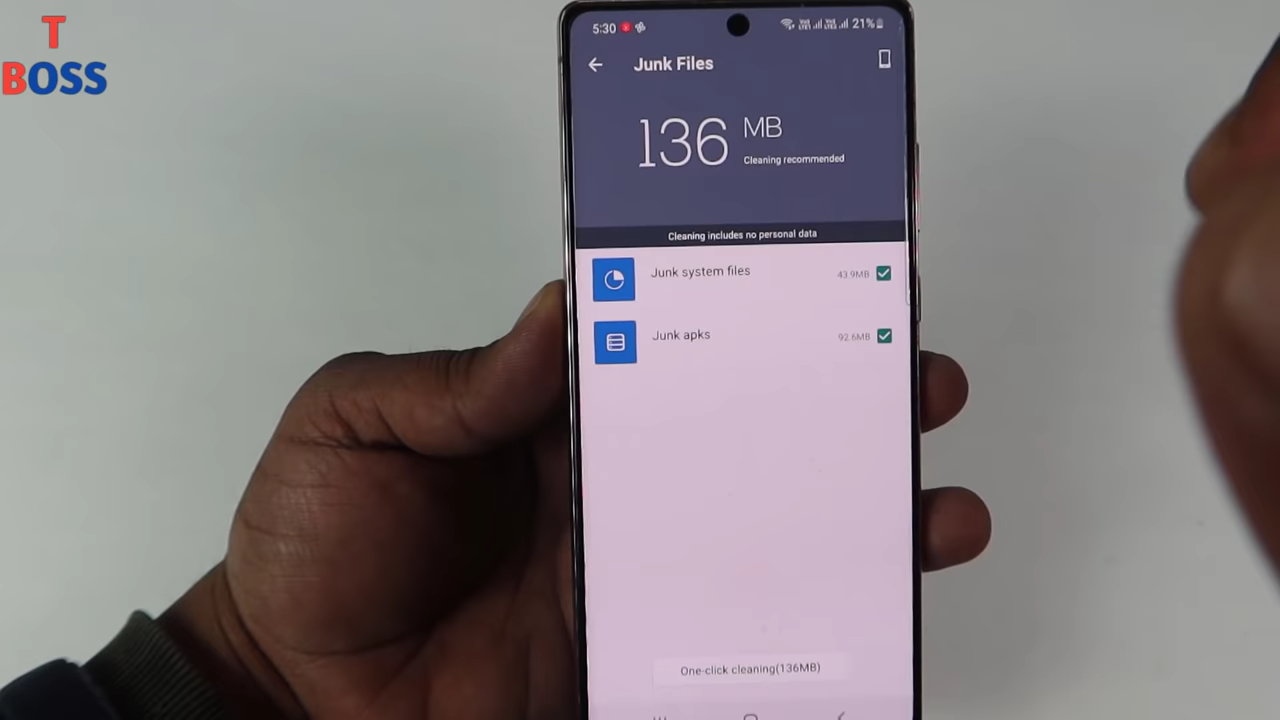 T
BOSS
5:30
21%
Junk Files
136 MB
Cleaning recommended
Cleaning includes no personal data
Junk system files 43.9MB
Junk apks 92.6MB
One-click cleaning(136MB)